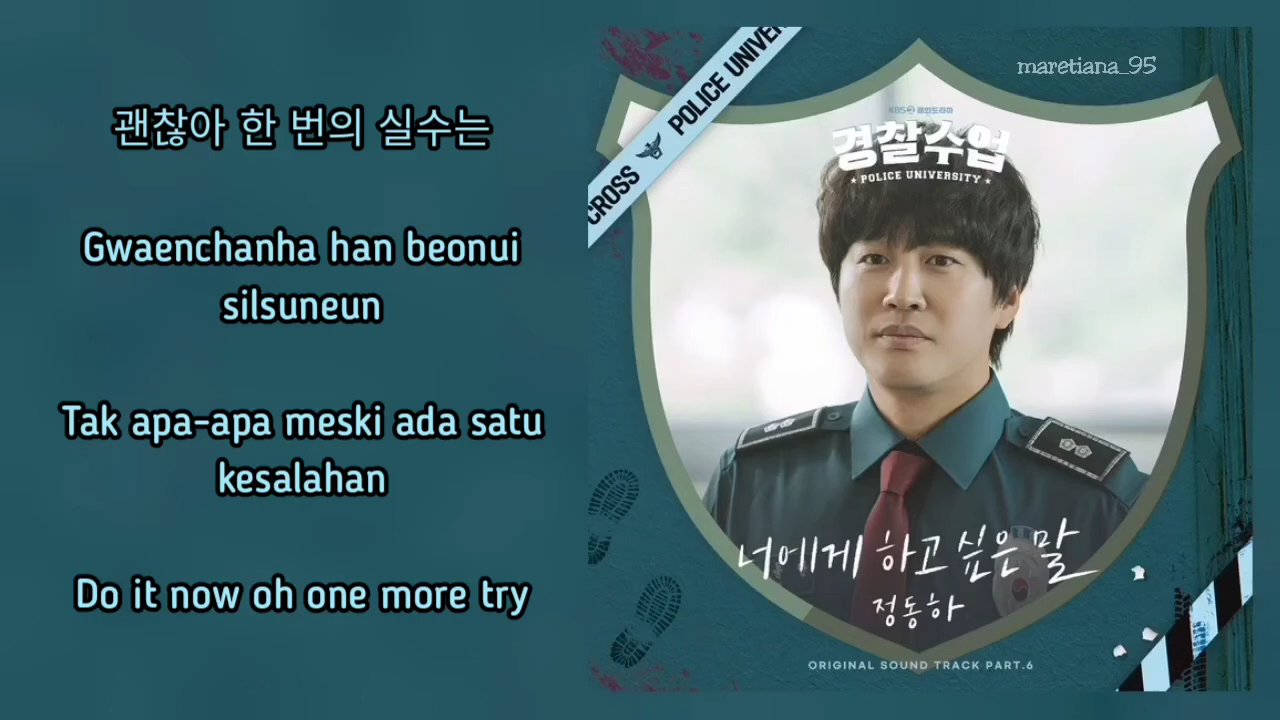 괜찮아 한 번의 실수는
Gwaenchanha han beonui
silsuneun
Tak apa-apa meski ada satu
kesalahan
Do it now oh one more try
maretiana_95
CROSS POLICE UNIVER
KBS2 월화드라마
경찰수업
POLICE UNIVERSITY
너에게 하고 싶은 말
정동하
ORIGINAL SOUND TRACK PART.6